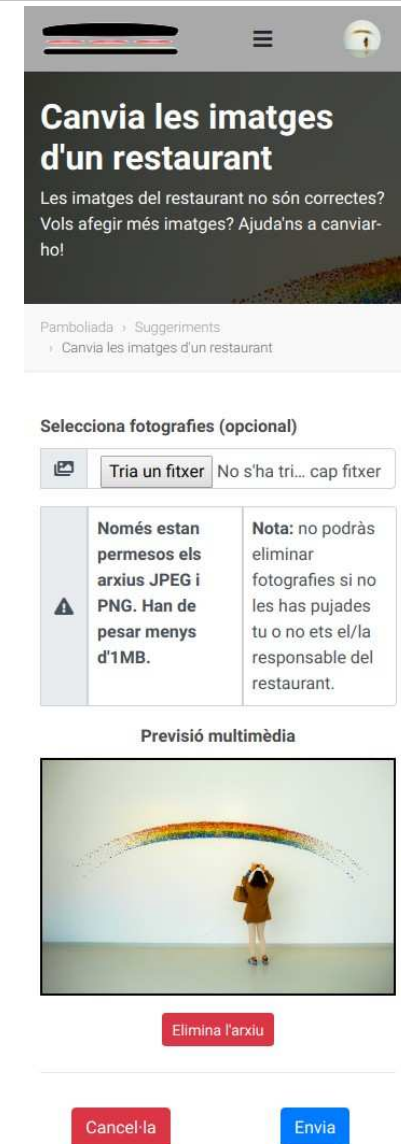 Canvia les imatges
d'un restaurant
Les imatges del restaurant no són correctes?
Vols afegir més imatges? Ajuda'ns a canviar-
ho!
Pamboliada › Suggeriments
› Canvia les imatges d'un restaurant
Selecciona fotografies (opcional)
Tria un fitxer No s'ha tri... cap fitxer
Només estan
permesos els
arxius JPEG i
PNG. Han de
pesar menys
d'1MB.
Nota: no podràs
eliminar
fotografies si no
les has pujades
tu o no ets el/la
responsable del
restaurant.
Previsió multimèdia
Elimina l'arxiu
Cancel·la
Envia